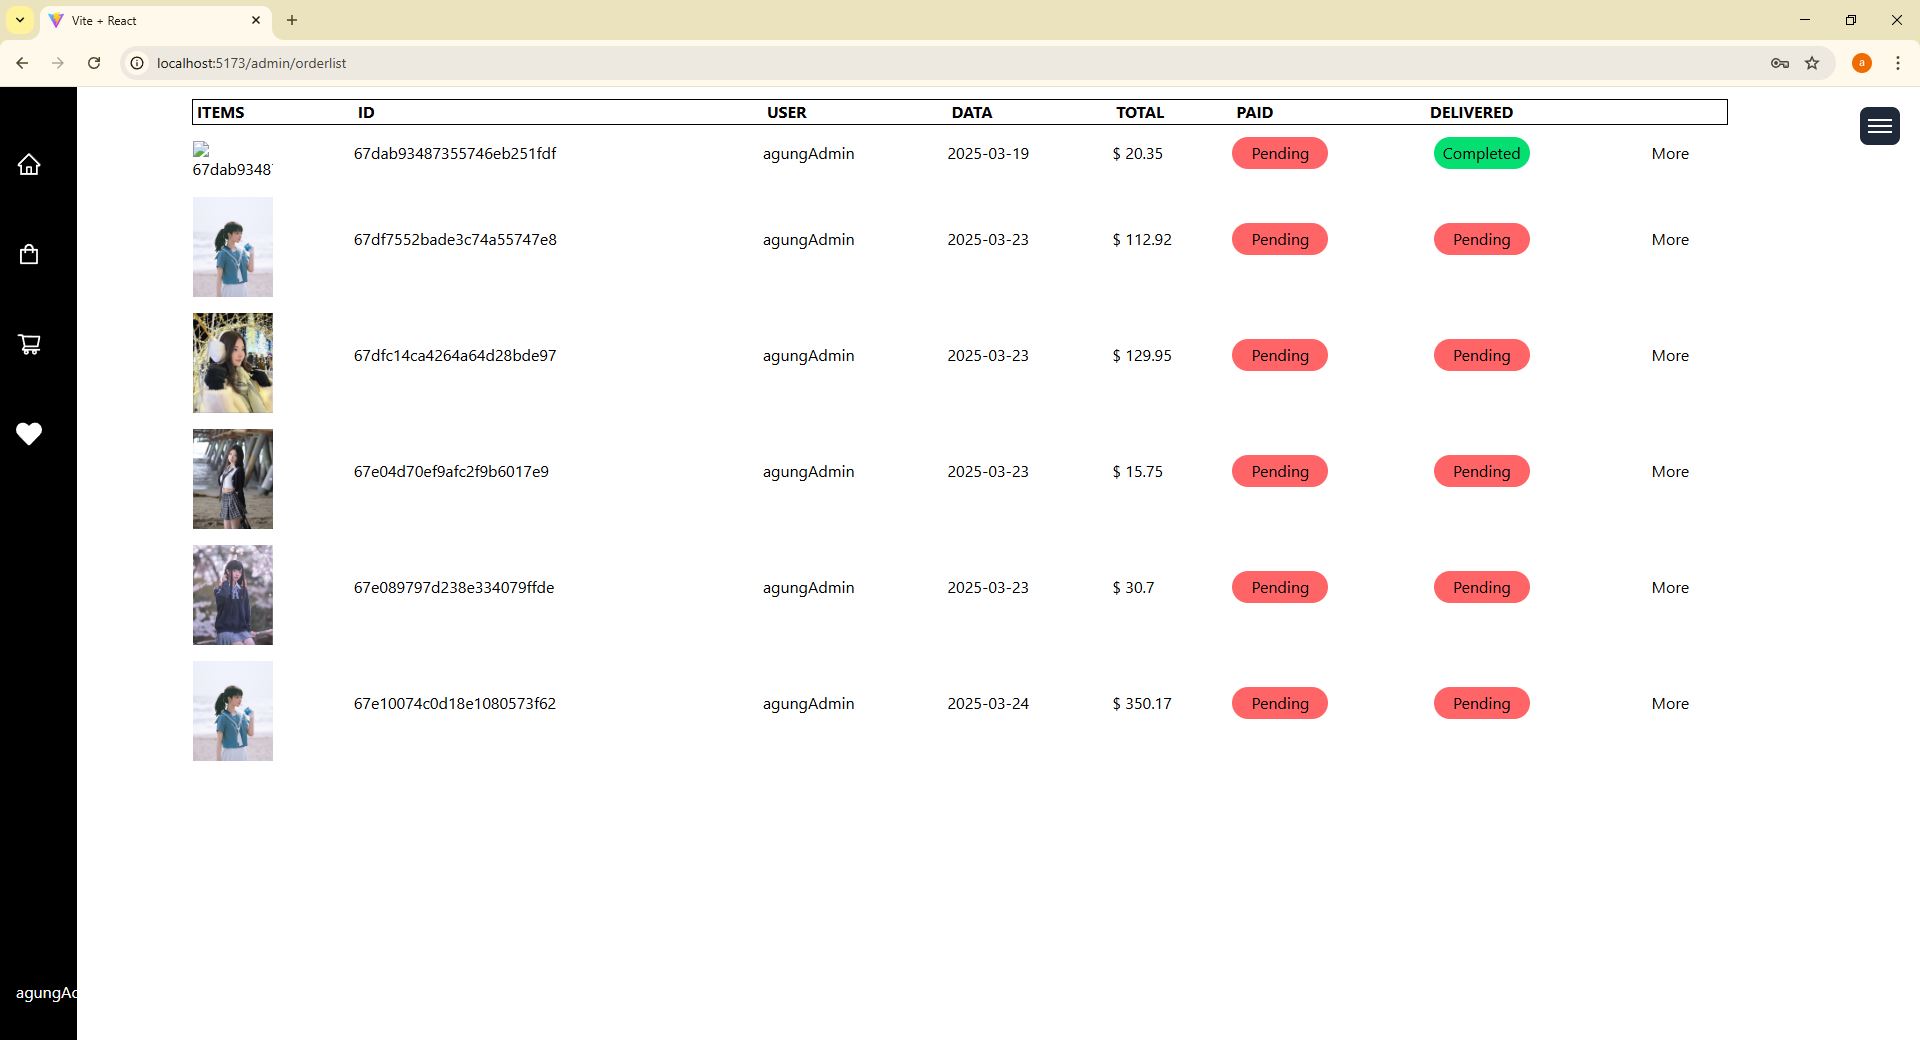 Vite + React
localhost:5173/admin/orderlist
a
ITEMS ID USER DATA TOTAL PAID DELIVERED
67dab9348 67dab93487355746eb251fdf agungAdmin 2025-03-19 $ 20.35 Pending Completed More
67df7552bade3c74a55747e8 agungAdmin 2025-03-23 $ 112.92 Pending Pending More
67dfc14ca4264a64d28bde97 agungAdmin 2025-03-23 $ 129.95 Pending Pending More
67e04d70ef9afc2f9b6017e9 agungAdmin 2025-03-23 $ 15.75 Pending Pending More
67e089797d238e334079ffde agungAdmin 2025-03-23 $ 30.7 Pending Pending More
67e10074c0d18e1080573f62 agungAdmin 2025-03-24 $ 350.17 Pending Pending More
agungAd